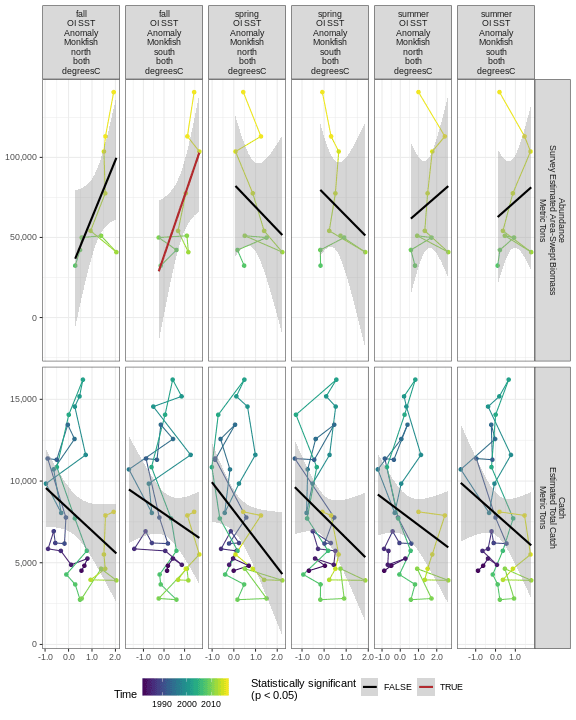 fall
OI SST
Anomaly
Monkfish
north
both
degreesC
fall
OI SST
Anomaly
Monkfish
south
both
degreesC
spring
OI SST
Anomaly
Monkfish
north
both
degreesC
spring
OI SST
Anomaly
Monkfish
south
both
degreesC
summer
OI SST
Anomaly
Monkfish
north
both
degreesC
summer
OI SST
Anomaly
Monkfish
south
both
degreesC
100,000
50,000
0
Abundance
Survey Estimated Area-Swept Biomass
Metric Tons
15,000
10,000
5,000
0
Catch
Estimated Total Catch
Metric Tons
-1.0 0.0 1.0 2.0
-1.0 0.0 1.0 2.0
-1.0 0.0 1.0 2.0
-1.0 0.0 1.0 2.0
-1.0 0.0 1.0 2.0
-1.0 0.0 1.0
Time
1990 2000 2010
Statistically significant
(p < 0.05)
FALSE
TRUE